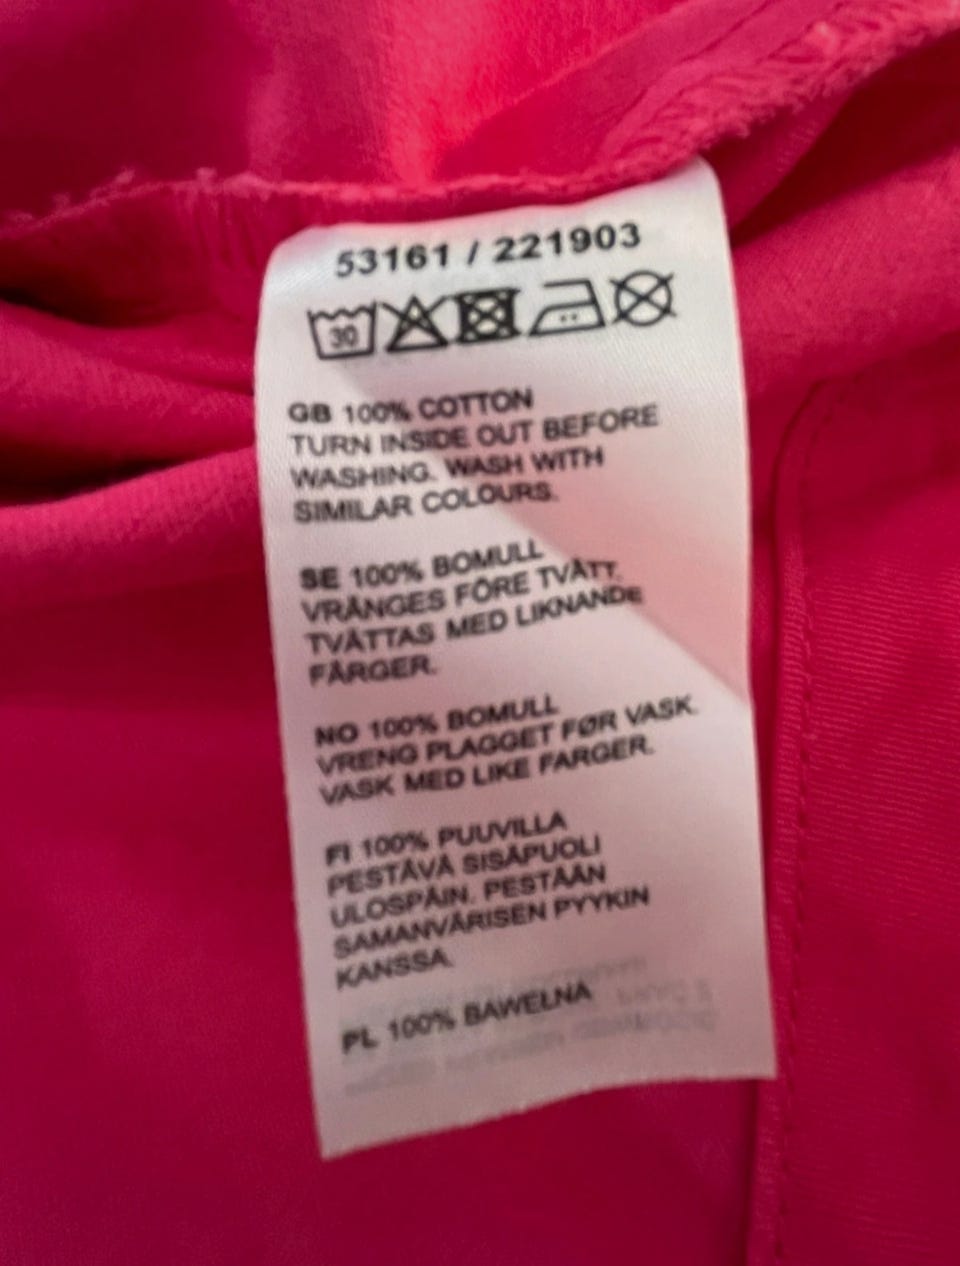 53161 / 221903
30
GB 100% COTTON
TURN INSIDE OUT BEFORE
WASHING. WASH WITH
SIMILAR COLOURS.
SE 100% BOMULL
VRÄNGES FÖRE TVÄTT.
TVÄTTAS MED LIKNANDE
FÄRGER.
NO 100% BOMULL
VRENG PLAGGET FØR VASK.
VASK MED LIKE FARGER.
FI 100% PUUVILLA
PESTÄVÄ SISÄPUOLI
ULOSPÄIN. PESTÄÄN
SAMANVÄRISEN PYYKIN
KANSSA.
PL 100% BAWEŁNA